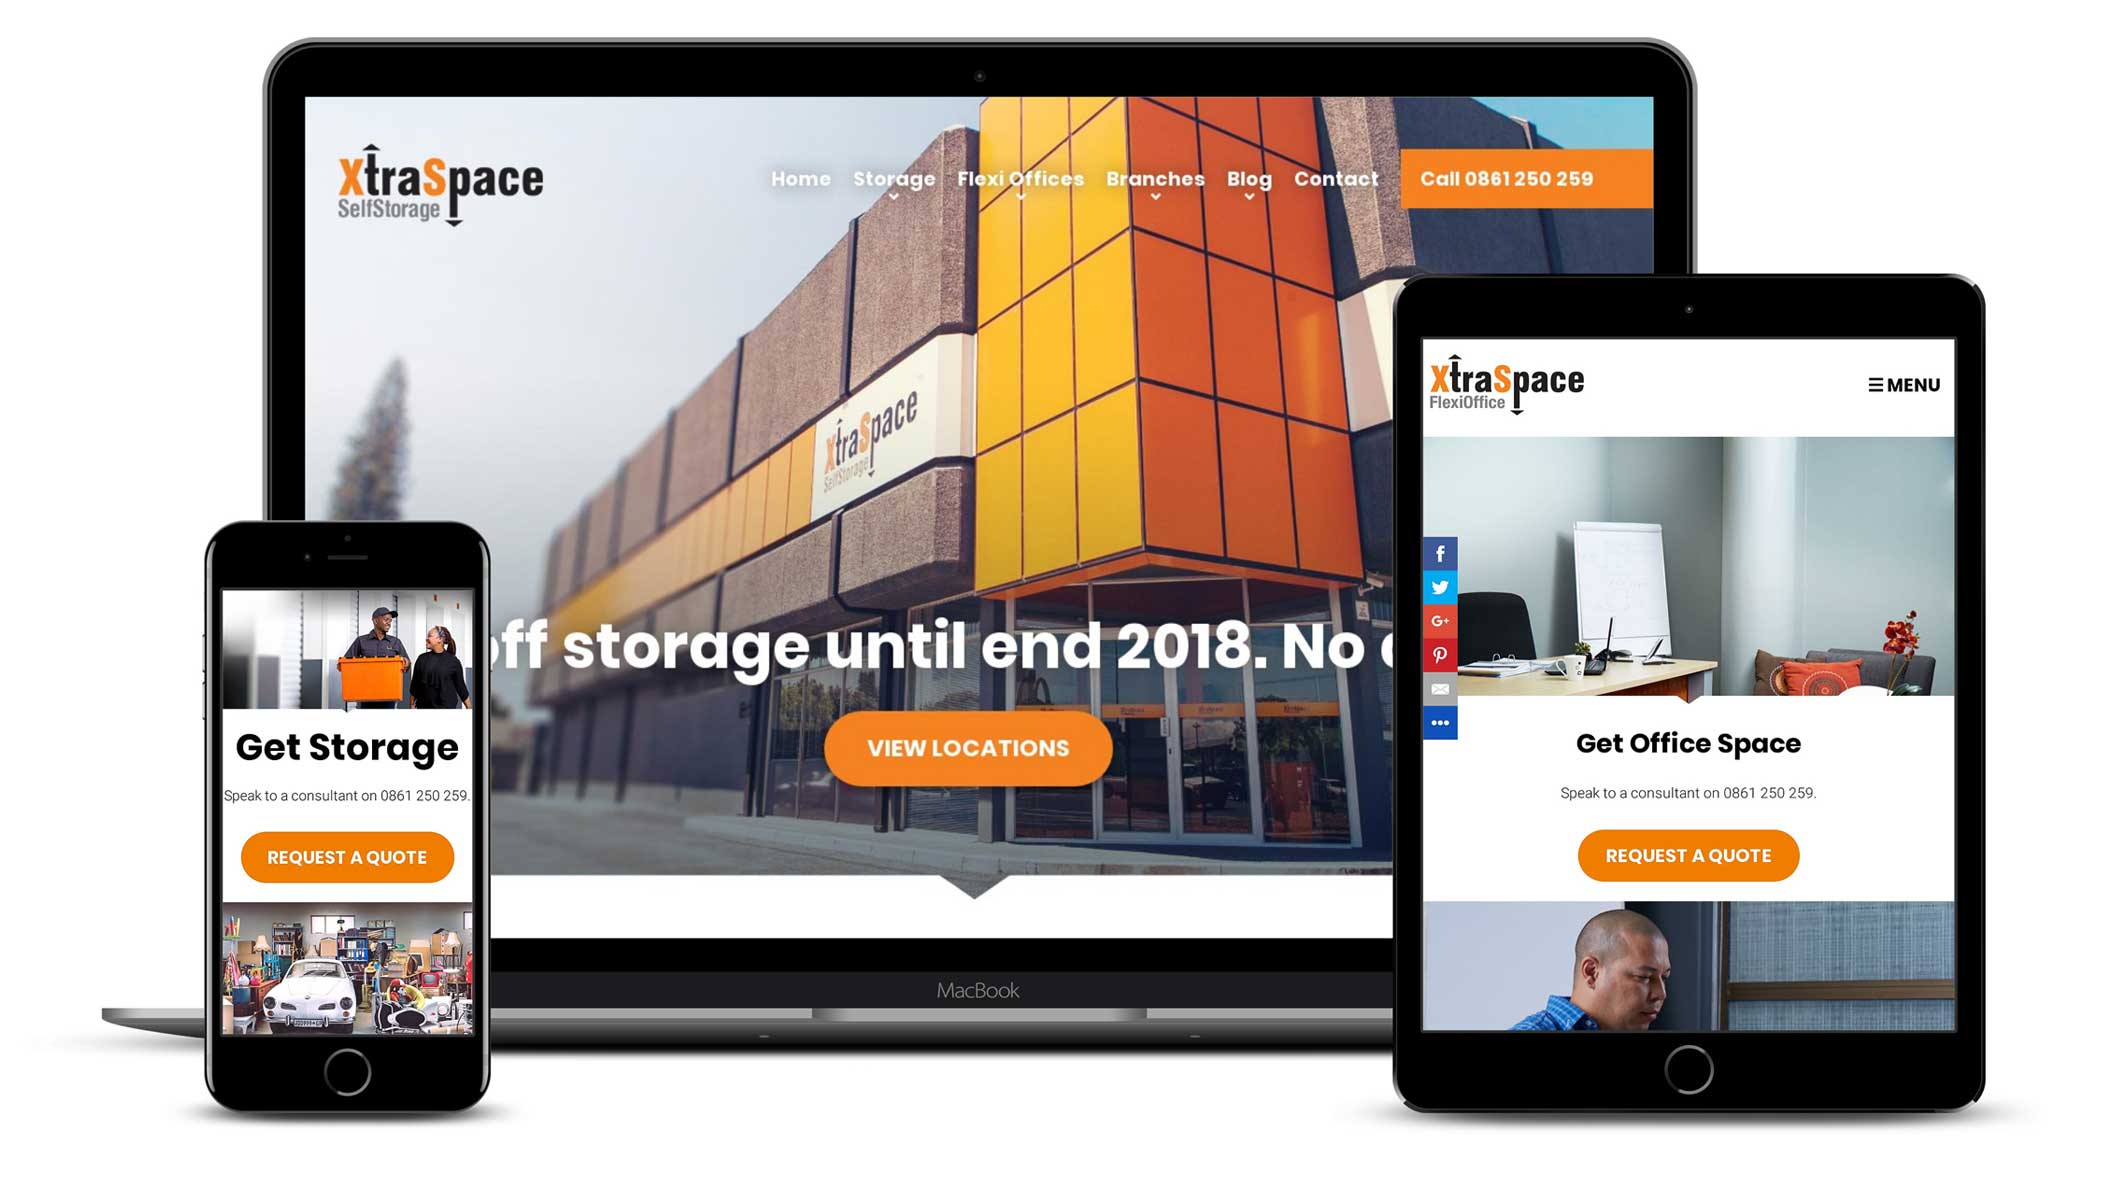 XtraSpace
SelfStorage
Home Storage Flexi Offices Branches Blog Contact
Call 0861 250 259
XtraSpace
SelfStorage
off storage until end 2018. No
VIEW LOCATIONS
MacBook
Get Storage
Speak to a consultant on 0861 250 259.
REQUEST A QUOTE
XtraSpace
FlexiOffice
MENU
f
G+
Get Office Space
Speak to a consultant on 0861 250 259.
REQUEST A QUOTE